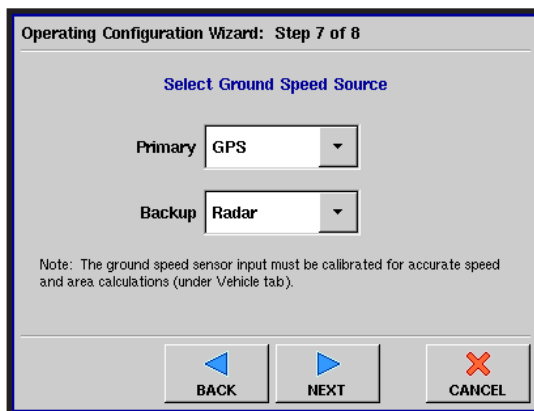 Operating Configuration Wizard: Step 7 of 8
Select Ground Speed Source
Primary GPS
Backup Radar
Note: The ground speed sensor input must be calibrated for accurate speed
and area calculations (under Vehicle tab).
BACK NEXT CANCEL